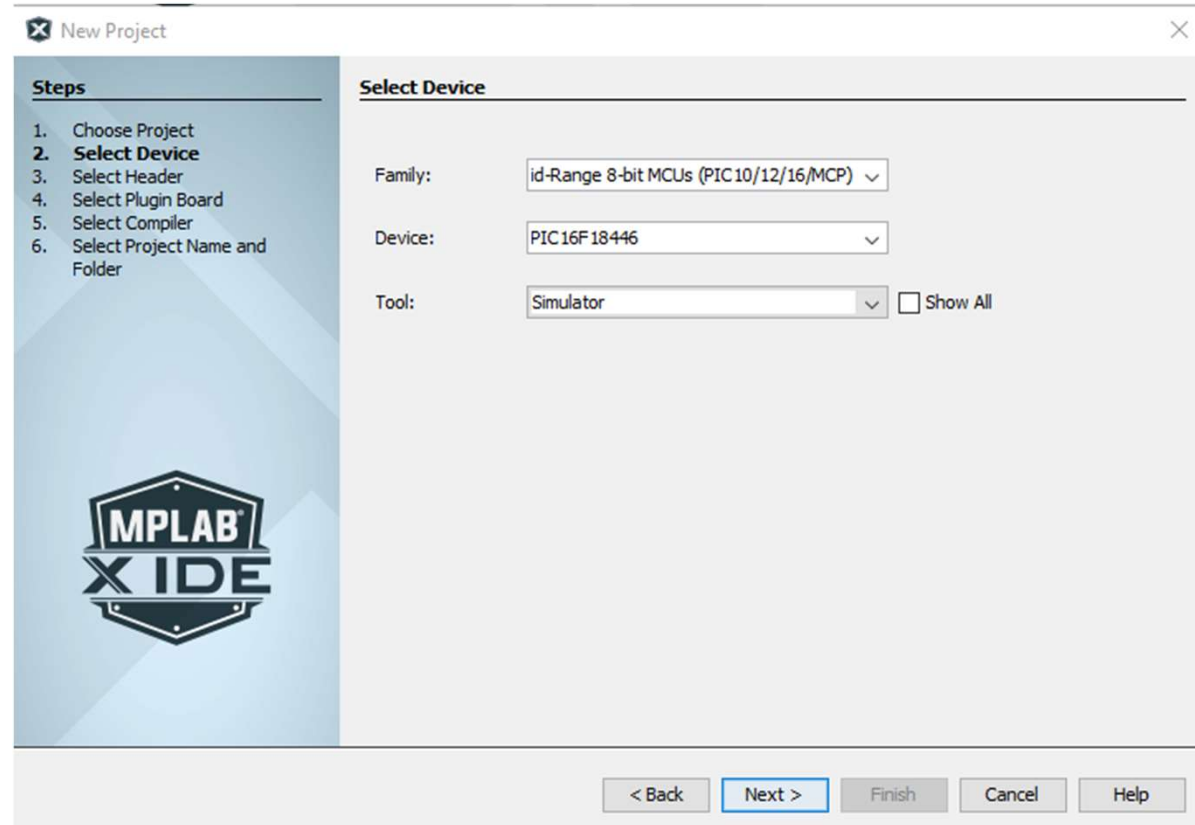 New Project
Steps
1. Choose Project
2. Select Device
3. Select Header
4. Select Plugin Board
5. Select Compiler
6. Select Project Name and
Folder
MPLAB®
X IDE
Select Device
Family: id-Range 8-bit MCUs (PIC10/12/16/MCP)
Device: PIC16F18446
Tool: Simulator Show All
< Back Next > Finish Cancel Help